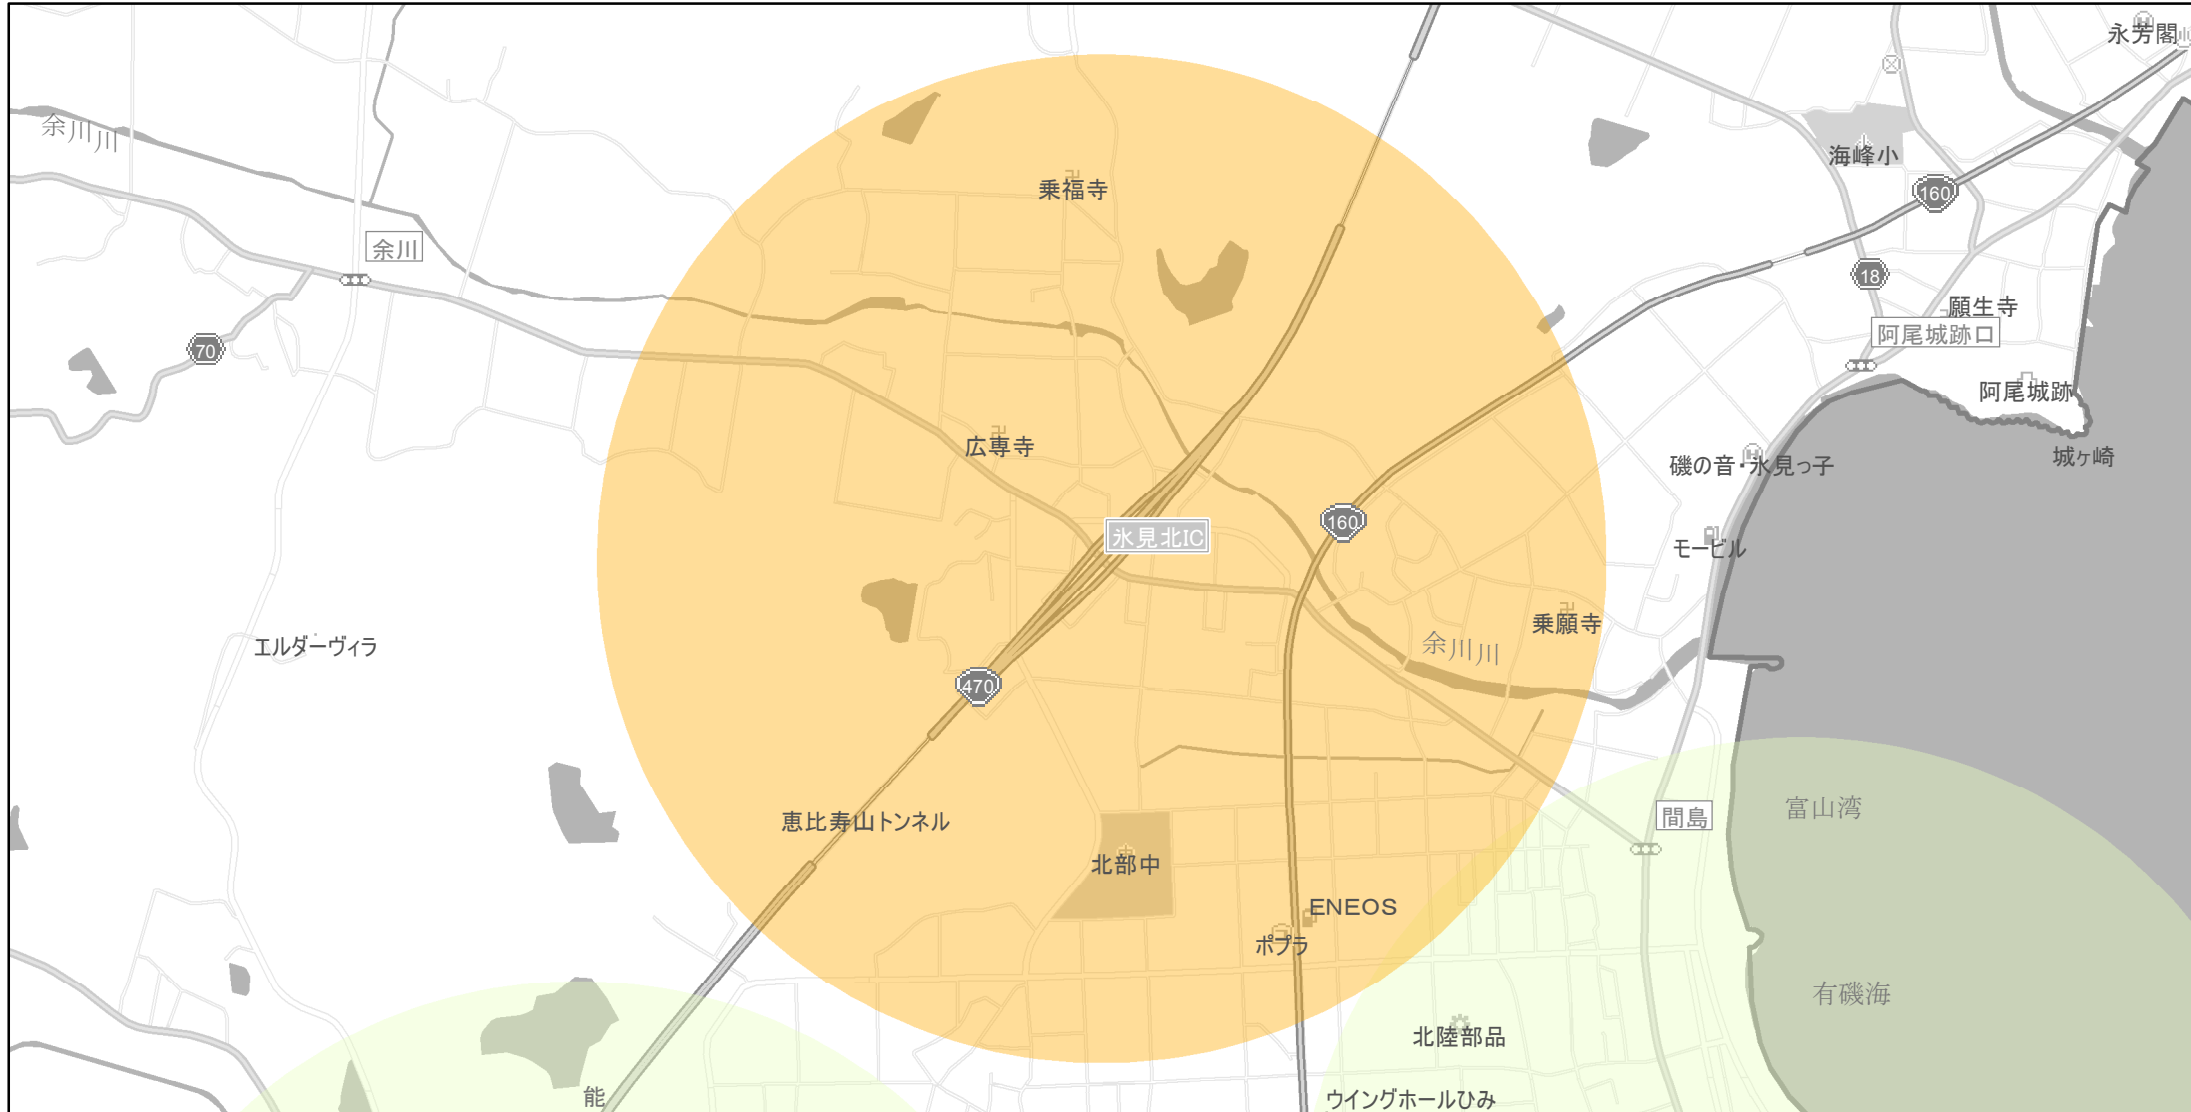 永芳閣
余川川
海峰小
乗福寺
160
余川
18
願生寺
阿尾城跡口
70
阿尾城跡
広専寺
城ヶ崎
磯の音・氷見っ子
160
氷見北IC
モービル
乗願寺
余川川
エルダーヴィラ
470
富山湾
間島
恵比寿山トンネル
北部中
ENEOS
ポプラ
有磯海
北陸部品
能
ウイングホールひみ